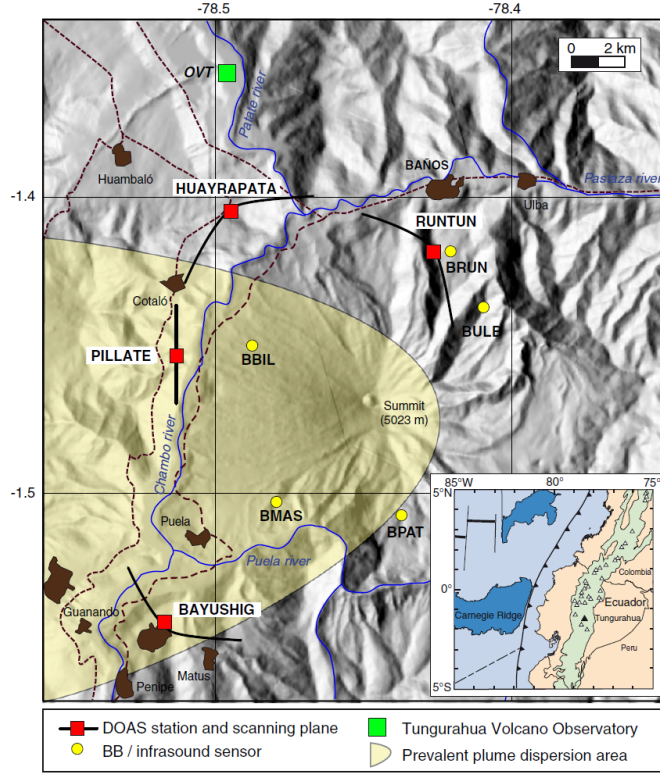 -78.5
-78.4
OVT
0 2 km
Patate river
Huambaló
BAÑOS
Pastaza river
HUAYRAPATA
Ulba
-1.4
RUNTUN
BRUN
Cotaló
BULB
PILLATE
BBIL
Summit
(5023 m)
Chambo river
-1.5
BMAS
BPAT
Puela
Puela river
Guanando
BAYUSHIG
Matus
Penipe
85°W
80°
75°
5°N
Colombia
0°
Carnegie Ridge
Ecuador
Tungurahua
Peru
5°S
DOAS station and scanning plane
BB / infrasound sensor
Tungurahua Volcano Observatory
Prevalent plume dispersion area